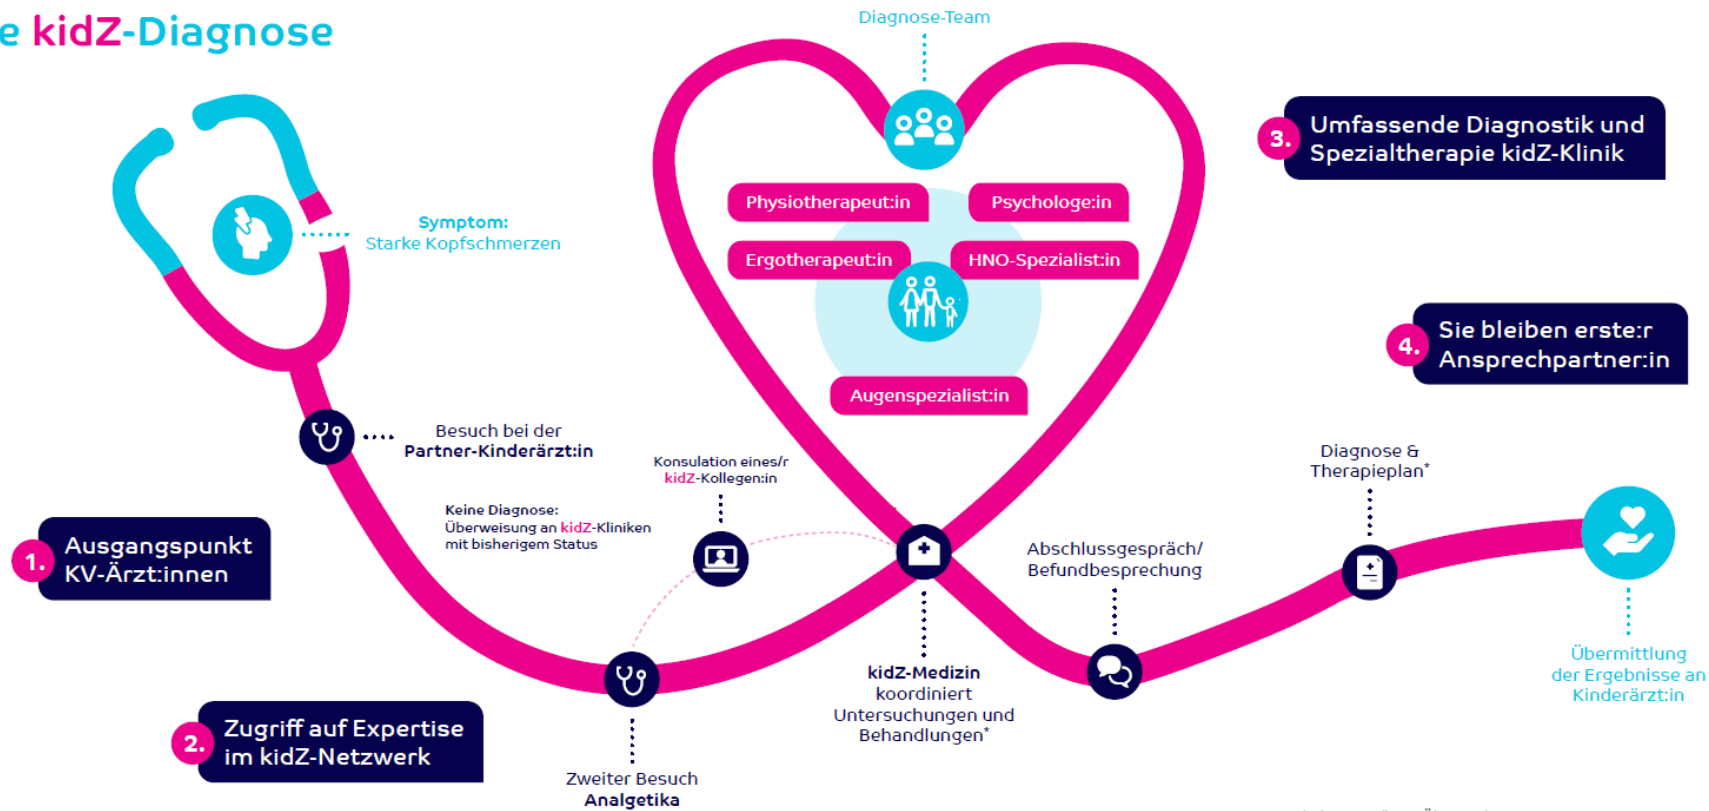 e kidZ-Diagnose
Diagnose-Team
Symptom:
Starke Kopfschmerzen
Physiotherapeut:in
Psychologe:in
Ergotherapeut:in
HNO-Spezialist:in
Augenspezialist:in
3.
Umfassende Diagnostik und
Spezialtherapie kidZ-Klinik
4.
Sie bleiben erste:r
Ansprechpartner:in
Besuch bei der
Partner-Kinderärzt:in
Konsulation eines/r
kidZ-Kollegen:in
Keine Diagnose:
Überweisung an kidZ-Kliniken
mit bisherigem Status
1.
Ausgangspunkt
KV-Ärzt:innen
2.
Zugriff auf Expertise
im kidZ-Netzwerk
Zweiter Besuch
Analgetika
kidZ-Medizin
koordiniert
Untersuchungen und
Behandlungen*
Abschlussgespräch/
Befundbesprechung
Diagnose &
Therapieplan*
Übermittlung
der Ergebnisse an
Kinderärzt:in